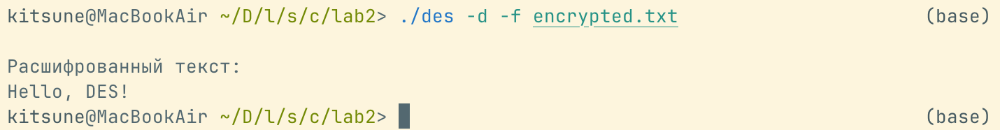 kitsune@MacBookAir ~/D/l/s/c/lab2> ./des -d -f encrypted.txt (base)
Расшифрованный текст:
Hello, DES!
kitsune@MacBookAir ~/D/l/s/c/lab2> (base)